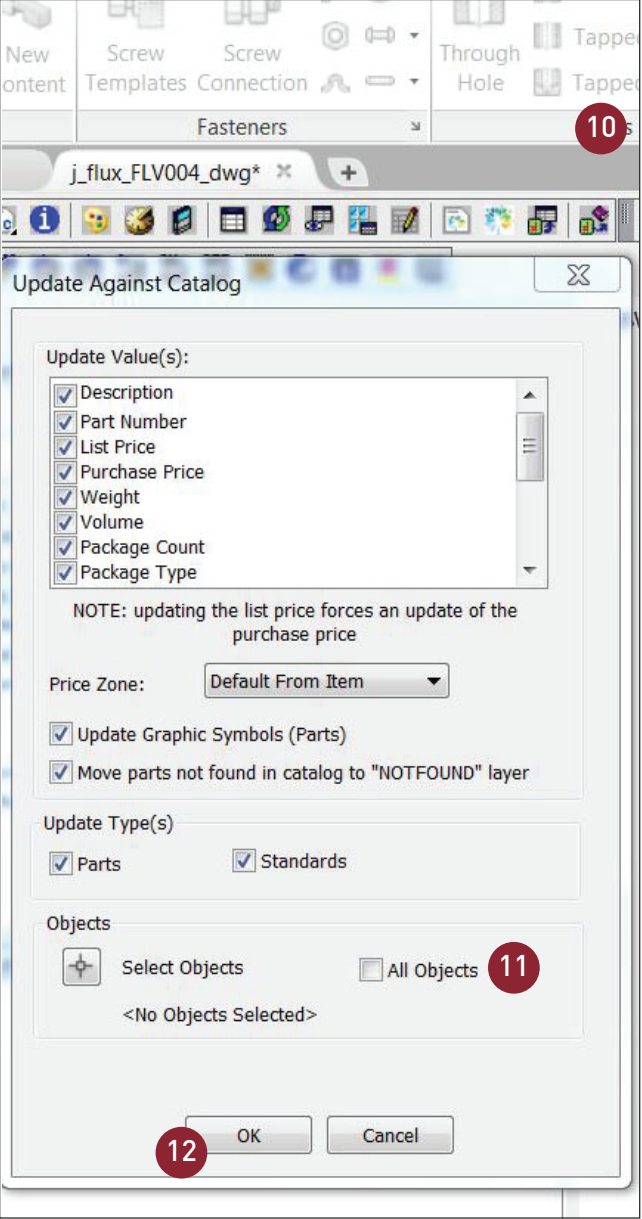 New
Screw
Screw
Through
Tappe
ontent
Templates
Connection
Hole
Tapped
Fasteners
10
s
j_flux_FLV004_dwg*
Update Against Catalog
Update Value(s):
Description
Part Number
List Price
Purchase Price
Weight
Volume
Package Count
Package Type
NOTE: updating the list price forces an update of the
purchase price
Price Zone:
Default From Item
Update Graphic Symbols (Parts)
Move parts not found in catalog to "NOTFOUND" layer
Update Type(s)
Parts
Standards
Objects
Select Objects
All Objects
11
<No Objects Selected>
12
OK
Cancel